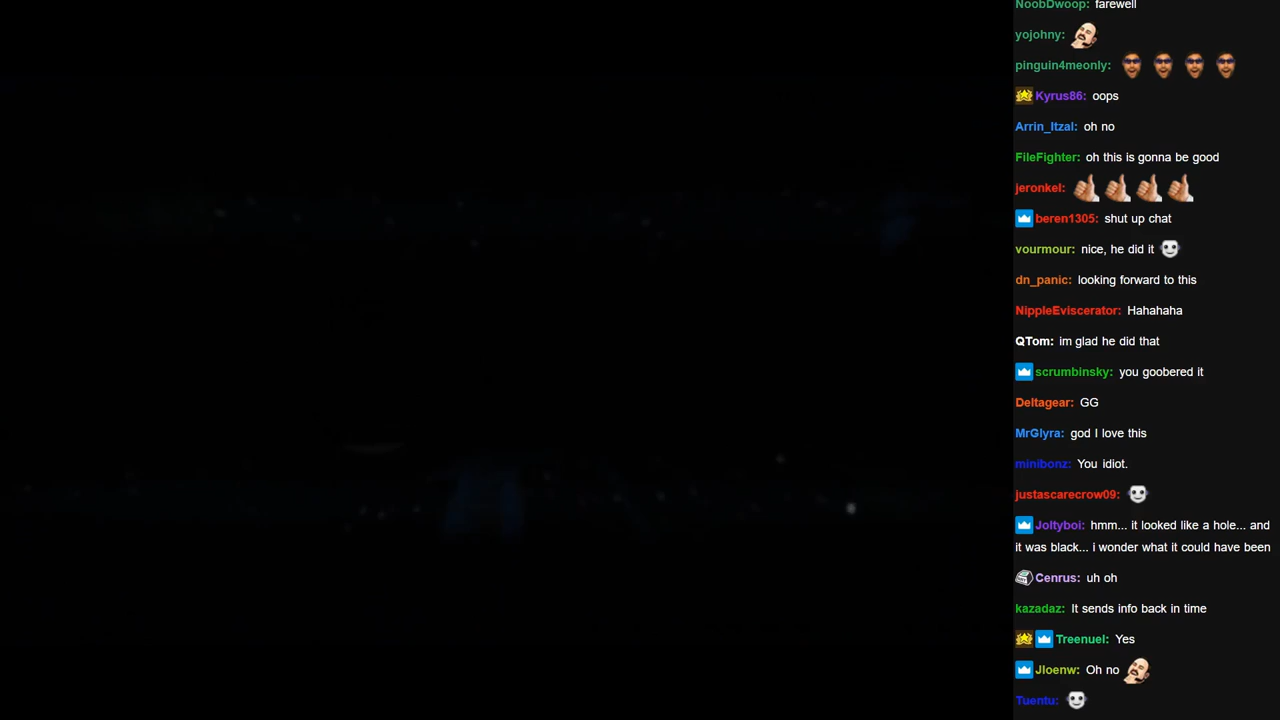 NoobDwoop: farewell
yojohny:
pinguin4meonly:
Kyrus86: oops
Arrin_Itzal: oh no
FileFighter: oh this is gonna be good
jeronkel:
beren1305: shut up chat
vourmour: nice, he did it
dn_panic: looking forward to this
NippleEviscerator: Hahahaha
QTom: im glad he did that
scrumbinsky: you goobered it
Deltagear: GG
MrGlyra: god I love this
minibonz: You idiot.
justascarecrow09:
Joltyboi: hmm... it looked like a hole... and
it was black... i wonder what it could have been
Cenrus: uh oh
kazadaz: It sends info back in time
Treenuel: Yes
Jloenw: Oh no
Tuentu: